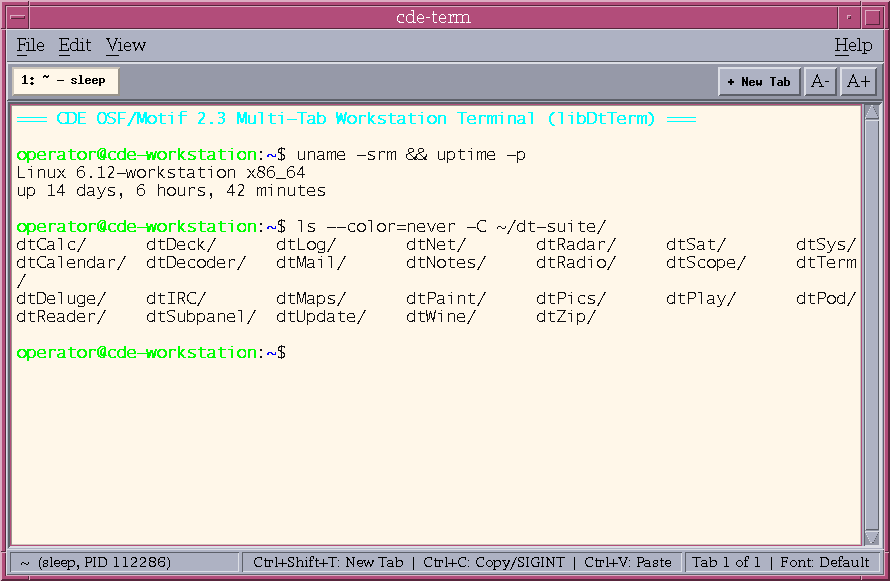 cde-term
File Edit View Help
1: ~ - sleep + New Tab A- A+
=== CDE OSF/Motif 2.3 Multi-Tab Workstation Terminal (libDtTerm) ===
operator@cde-workstation:~$ uname -srm && uptime -p
Linux 6.12-workstation x86_64
up 14 days, 6 hours, 42 minutes
operator@cde-workstation:~$ ls --color=never -C ~/dt-suite/
dtCalc/ dtDeck/ dtLog/ dtNet/ dtRadar/ dtSat/ dtSys/
dtCalendar/ dtDecoder/ dtMail/ dtNotes/ dtRadio/ dtScope/ dtTerm
/
dtDeluge/ dtIRC/ dtMaps/ dtPaint/ dtPics/ dtPlay/ dtPod/
dtReader/ dtSubpanel/ dtUpdate/ dtWine/ dtZip/
operator@cde-workstation:~$
~ (sleep, PID 112286) Ctrl+Shift+T: New Tab | Ctrl+C: Copy/SIGINT | Ctrl+V: Paste Tab 1 of 1 | Font: Default